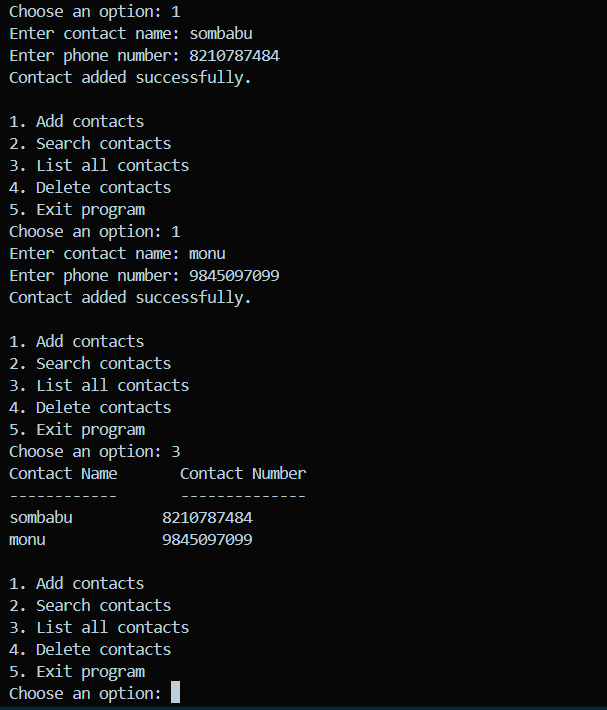 Choose an option: 1
Enter contact name: sombabu
Enter phone number: 8210787484
Contact added successfully.
1. Add contacts
2. Search contacts
3. List all contacts
4. Delete contacts
5. Exit program
Choose an option: 1
Enter contact name: monu
Enter phone number: 9845097099
Contact added successfully.
1. Add contacts
2. Search contacts
3. List all contacts
4. Delete contacts
5. Exit program
Choose an option: 3
Contact Name       Contact Number
------------       --------------
sombabu          8210787484
monu             9845097099
1. Add contacts
2. Search contacts
3. List all contacts
4. Delete contacts
5. Exit program
Choose an option: